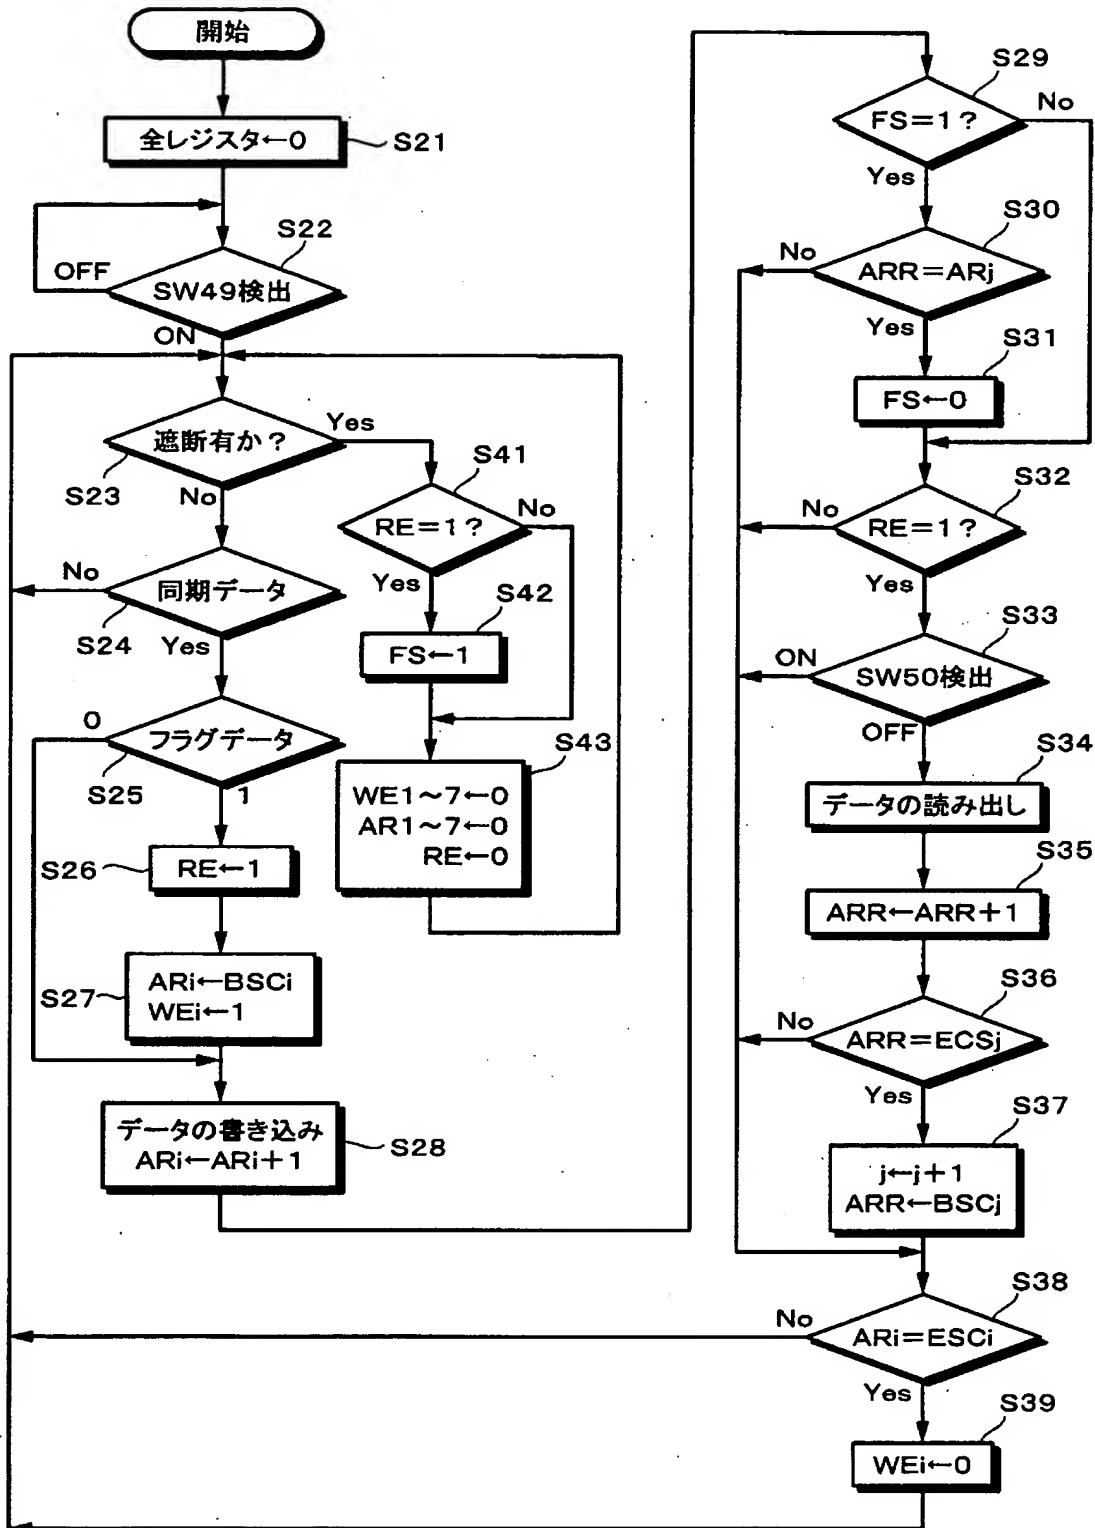 開始
全レジスタ←0
S21
S22
OFF
SW49検出
ON
遮断有か？
Yes
S23
No
S41
RE=1？
No
Yes
同期データ
No
S24
Yes
S42
FS←1
フラグデータ
0
S25
1
S43
WE1〜7←0
AR1〜7←0
RE←0
S26
RE←1
S27
ARi←BSCi
WEi←1
データの書き込み
ARi←ARi+1
S28
S29
FS=1？
No
Yes
S30
No
ARR=ARj
Yes
S31
FS←0
S32
No
RE=1？
Yes
S33
ON
SW50検出
OFF
S34
データの読み出し
S35
ARR←ARR+1
S36
No
ARR=ECSj
Yes
S37
j←j+1
ARR←BSCj
S38
No
ARi=ESCi
Yes
S39
WEi←0